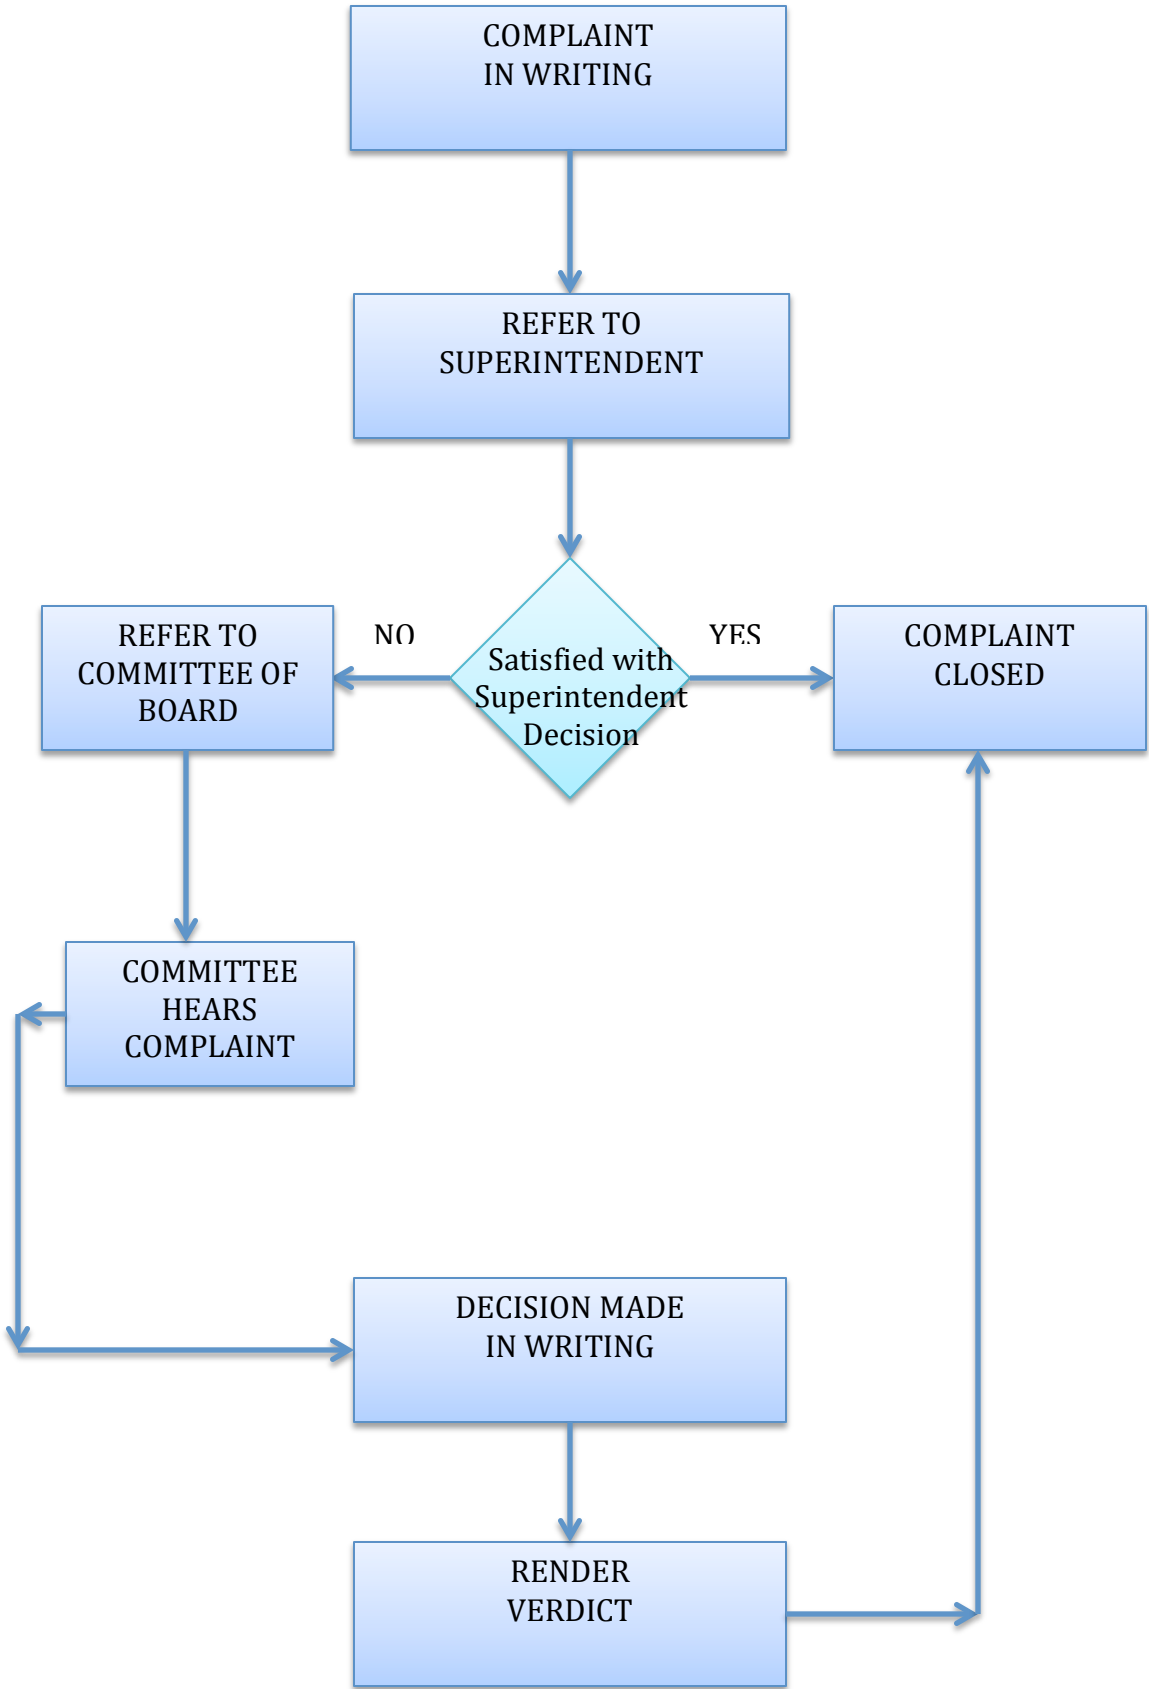 COMPLAINT
IN WRITING
REFER TO
SUPERINTENDENT
REFER TO
COMMITTEE OF
BOARD
NO
Satisfied with
Superintendent
Decision
YES
COMPLAINT
CLOSED
COMMITTEE
HEARS
COMPLAINT
DECISION MADE
IN WRITING
RENDER
VERDICT